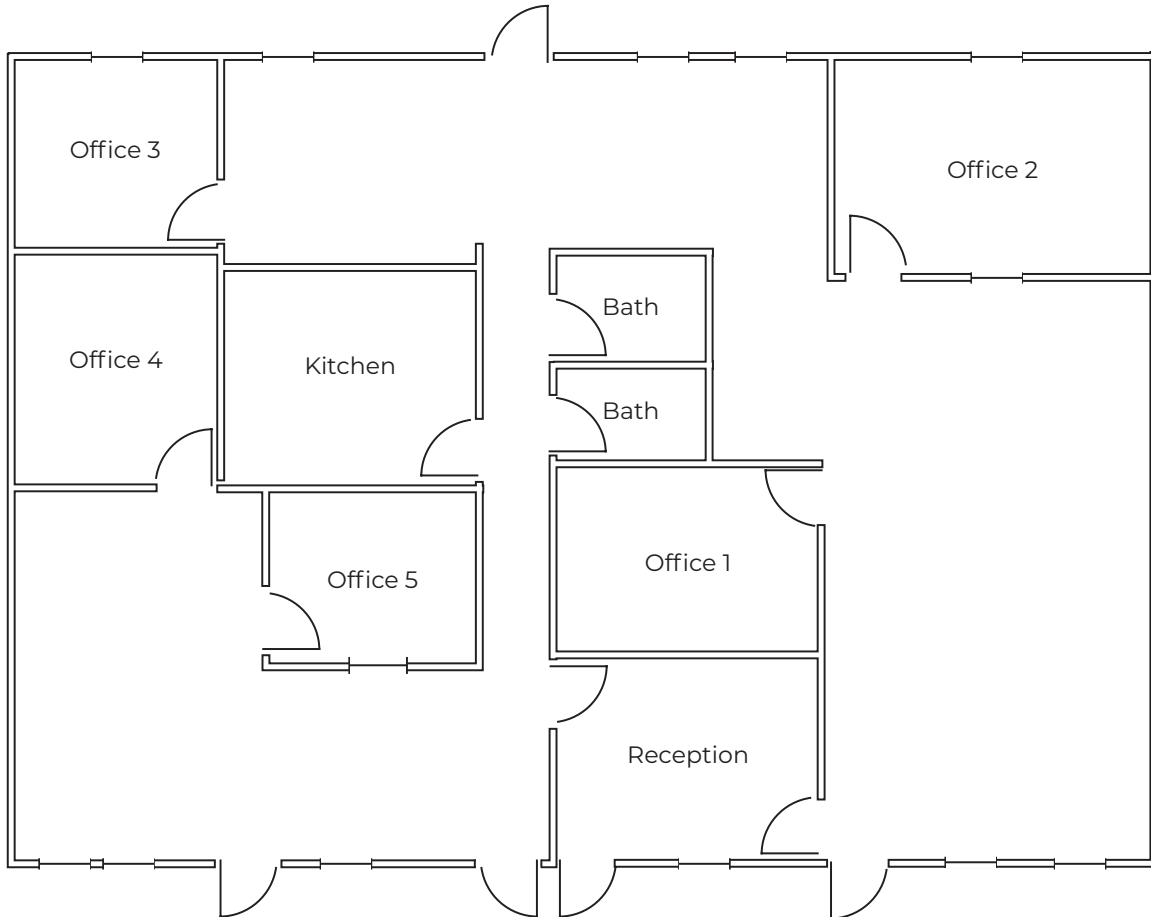 Office 3
Office 2
Bath
Office 4
Kitchen
Bath
Office 1
Office 5
Reception